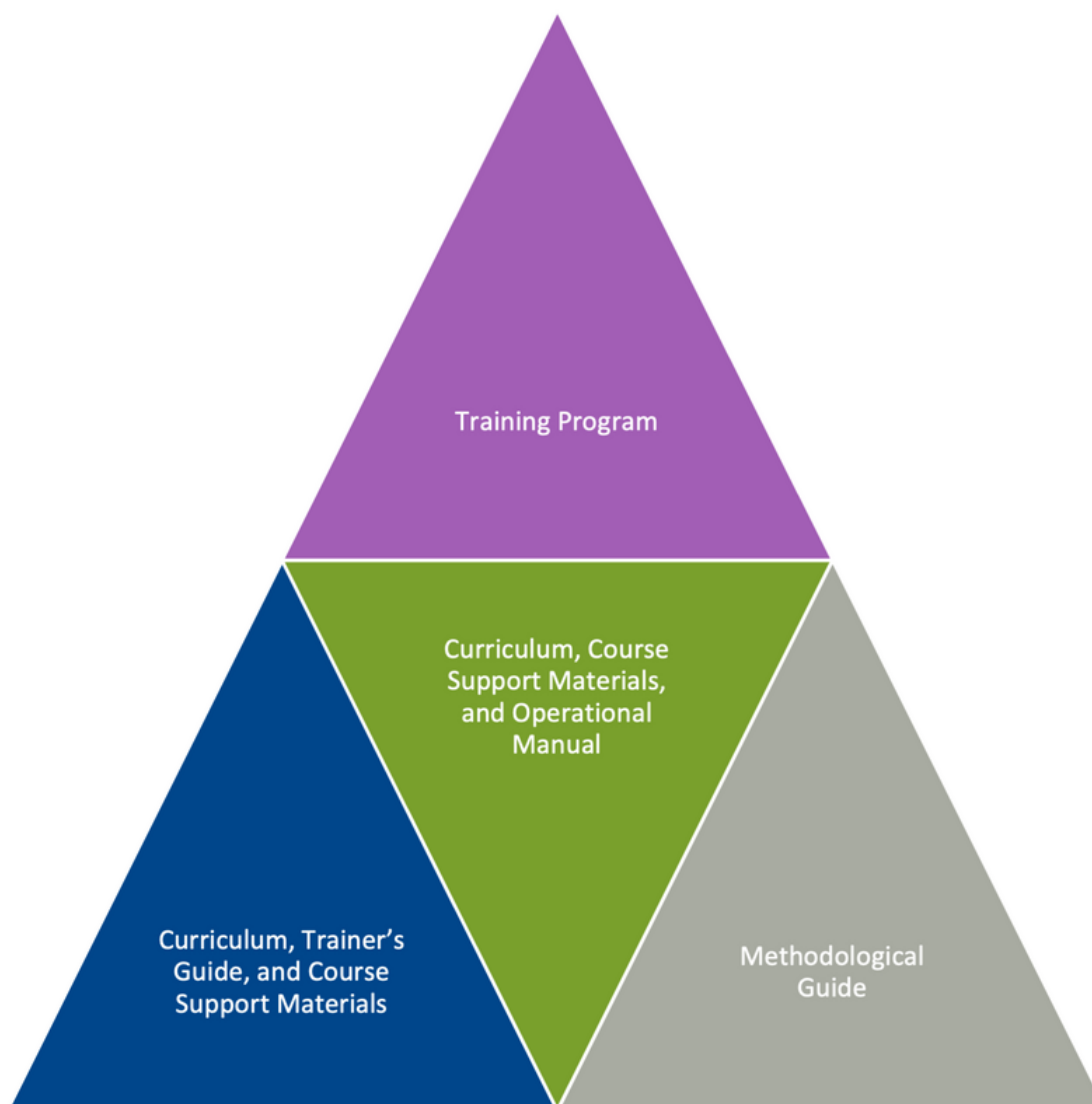 Training Program
Curriculum, Course
Support Materials,
and Operational
Manual
Curriculum, Trainer’s
Guide, and Course
Support Materials
Methodological
Guide